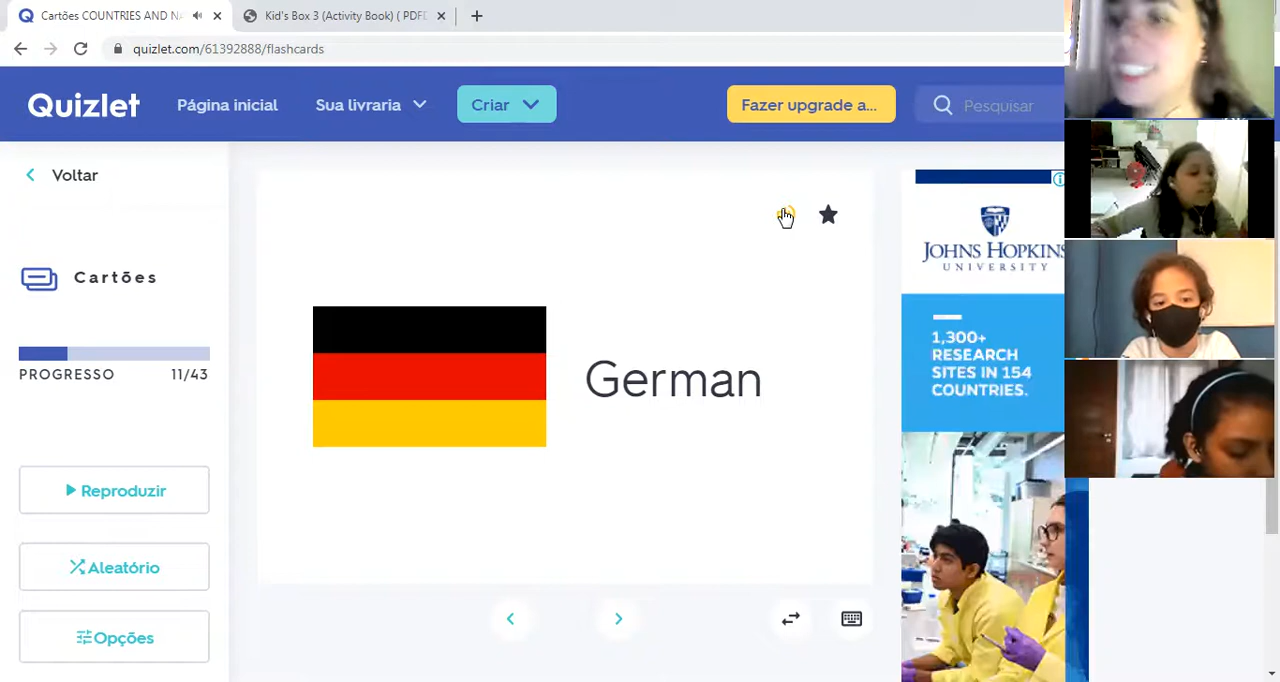 Cartões COUNTRIES AND N
Kid's Box 3 (Activity Book) ( PDF
quizlet.com/61392888/flashcards
Quizlet
Página inicial
Sua livraria
Criar
Fazer upgrade a...
Pesquisar
Voltar
Cartões
PROGRESSO 11/43
Reproduzir
Aleatório
Opções
German
JOHNS HOPKINS
UNIVERSITY
1,300+
RESEARCH
SITES IN 154
COUNTRIES.